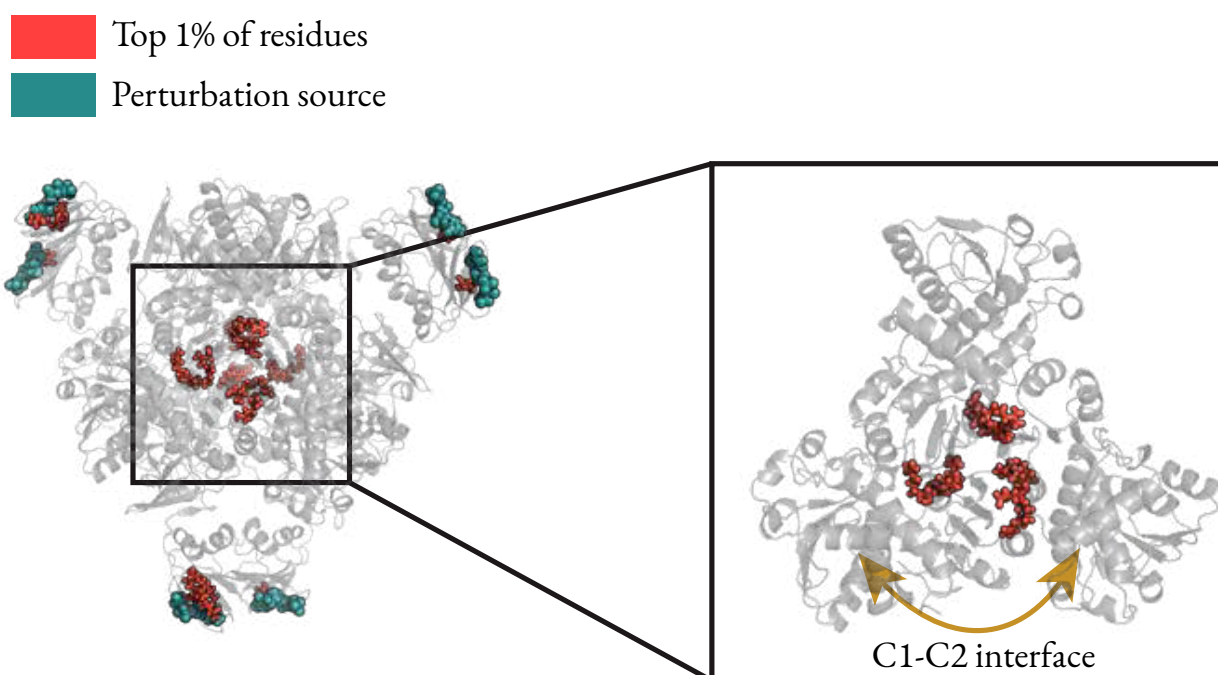 Top 1% of residues
Perturbation source
C1-C2 interface